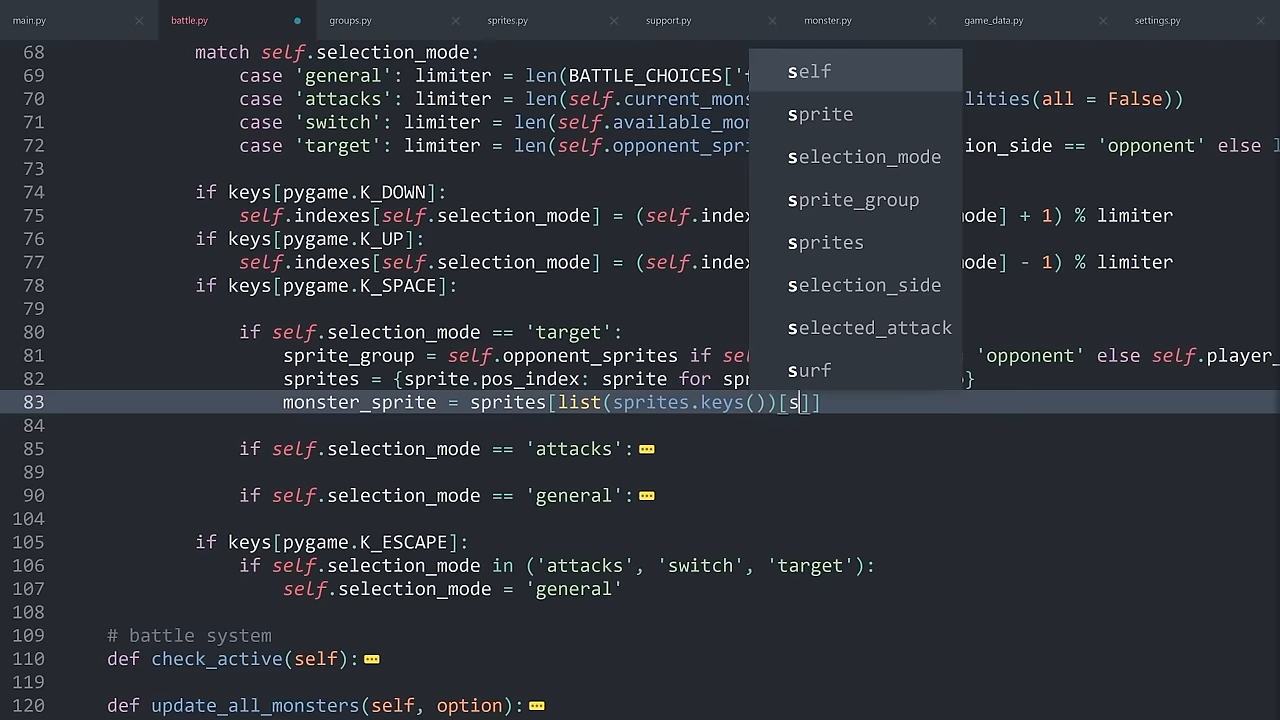 main.py battle.py groups.py sprites.py support.py monster.py game_data.py settings.py
68 match self.selection_mode:
69 case 'general': limiter = len(BATTLE_CHOICES['
70 case 'attacks': limiter = len(self.current_mons lities(all = False))
71 case 'switch': limiter = len(self.available_mon
72 case 'target': limiter = len(self.opponent_spri ion_side == 'opponent' else
73
74 if keys[pygame.K_DOWN]:
75 self.indexes[self.selection_mode] = (self.index mode] + 1) % limiter
76 if keys[pygame.K_UP]:
77 self.indexes[self.selection_mode] = (self.index mode] - 1) % limiter
78 if keys[pygame.K_SPACE]:
79
80 if self.selection_mode == 'target':
81 sprite_group = self.opponent_sprites if sel 'opponent' else self.player_
82 sprites = {sprite.pos_index: sprite for spr }
83 monster_sprite = sprites[list(sprites.keys())[s]]
84
85 if self.selection_mode == 'attacks':
89
90 if self.selection_mode == 'general':
104
105 if keys[pygame.K_ESCAPE]:
106 if self.selection_mode in ('attacks', 'switch', 'target'):
107 self.selection_mode = 'general'
108
109 # battle system
110 def check_active(self):
119
120 def update_all_monsters(self, option):
self
sprite
selection_mode
sprite_group
sprites
selection_side
selected_attack
surf